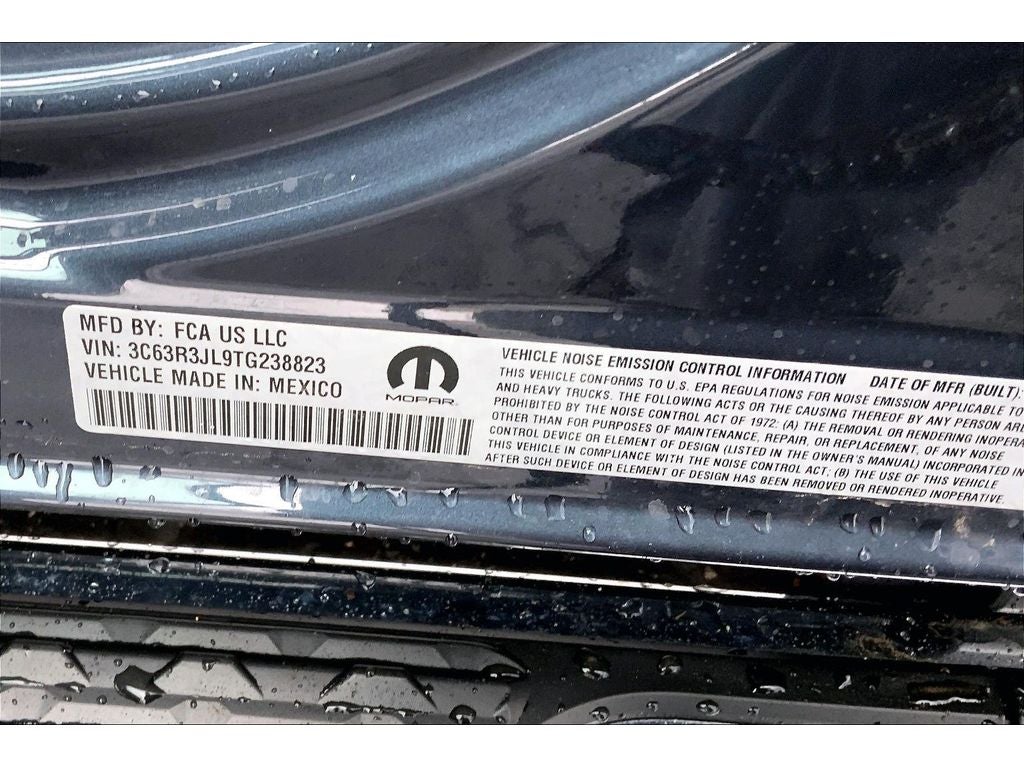 MFD BY: FCA US LLC
VIN: 3C63R3JL9TG238823
VEHICLE MADE IN: MEXICO
MOPAR
VEHICLE NOISE EMISSION CONTROL INFORMATION DATE OF MFR (BUILT):
THIS VEHICLE CONFORMS TO U.S. EPA REGULATIONS FOR NOISE EMISSION APPLICABLE TO
AND HEAVY TRUCKS. THE FOLLOWING ACTS OR THE CAUSING THEREOF BY ANY PERSON ARE
PROHIBITED BY THE NOISE CONTROL ACT OF 1972: (A) THE REMOVAL OR RENDERING INOPERA
OTHER THAN FOR PURPOSES OF MAINTENANCE, REPAIR, OR REPLACEMENT, OF ANY NOISE
CONTROL DEVICE OR ELEMENT OF DESIGN (LISTED IN THE OWNER'S MANUAL) INCORPORATED IN
THIS VEHICLE IN COMPLIANCE WITH THE NOISE CONTROL ACT; (B) THE USE OF THIS VEHICLE
AFTER SUCH DEVICE OR ELEMENT OF DESIGN HAS BEEN REMOVED OR RENDERED INOPERATIVE.